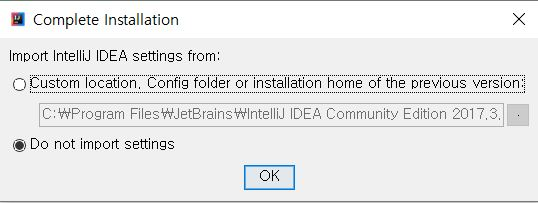 Complete Installation
Import IntelliJ IDEA settings from:
Custom location. Config folder or installation home of the previous version:
C:₩Program Files₩JetBrains₩IntelliJ IDEA Community Edition 2017.3.
.
Do not import settings
OK